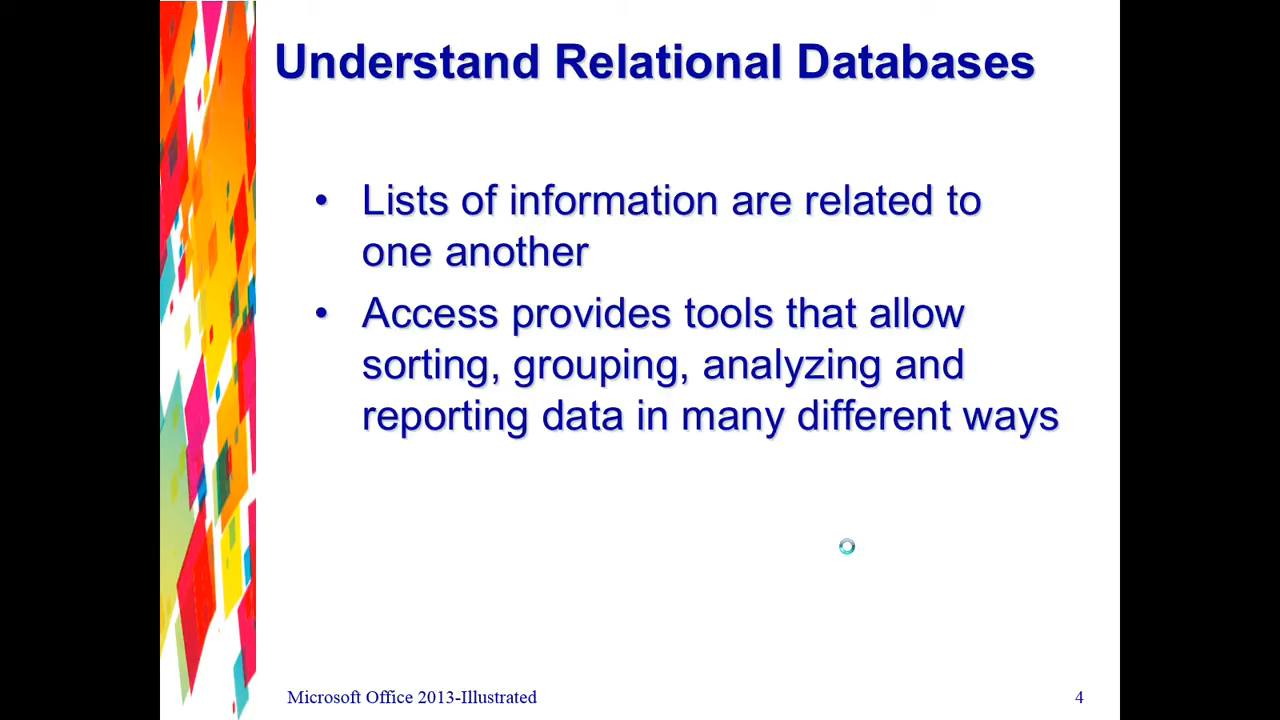 Understand Relational Databases
• Lists of information are related to
one another
• Access provides tools that allow
sorting, grouping, analyzing and
reporting data in many different ways
Microsoft Office 2013-Illustrated
4